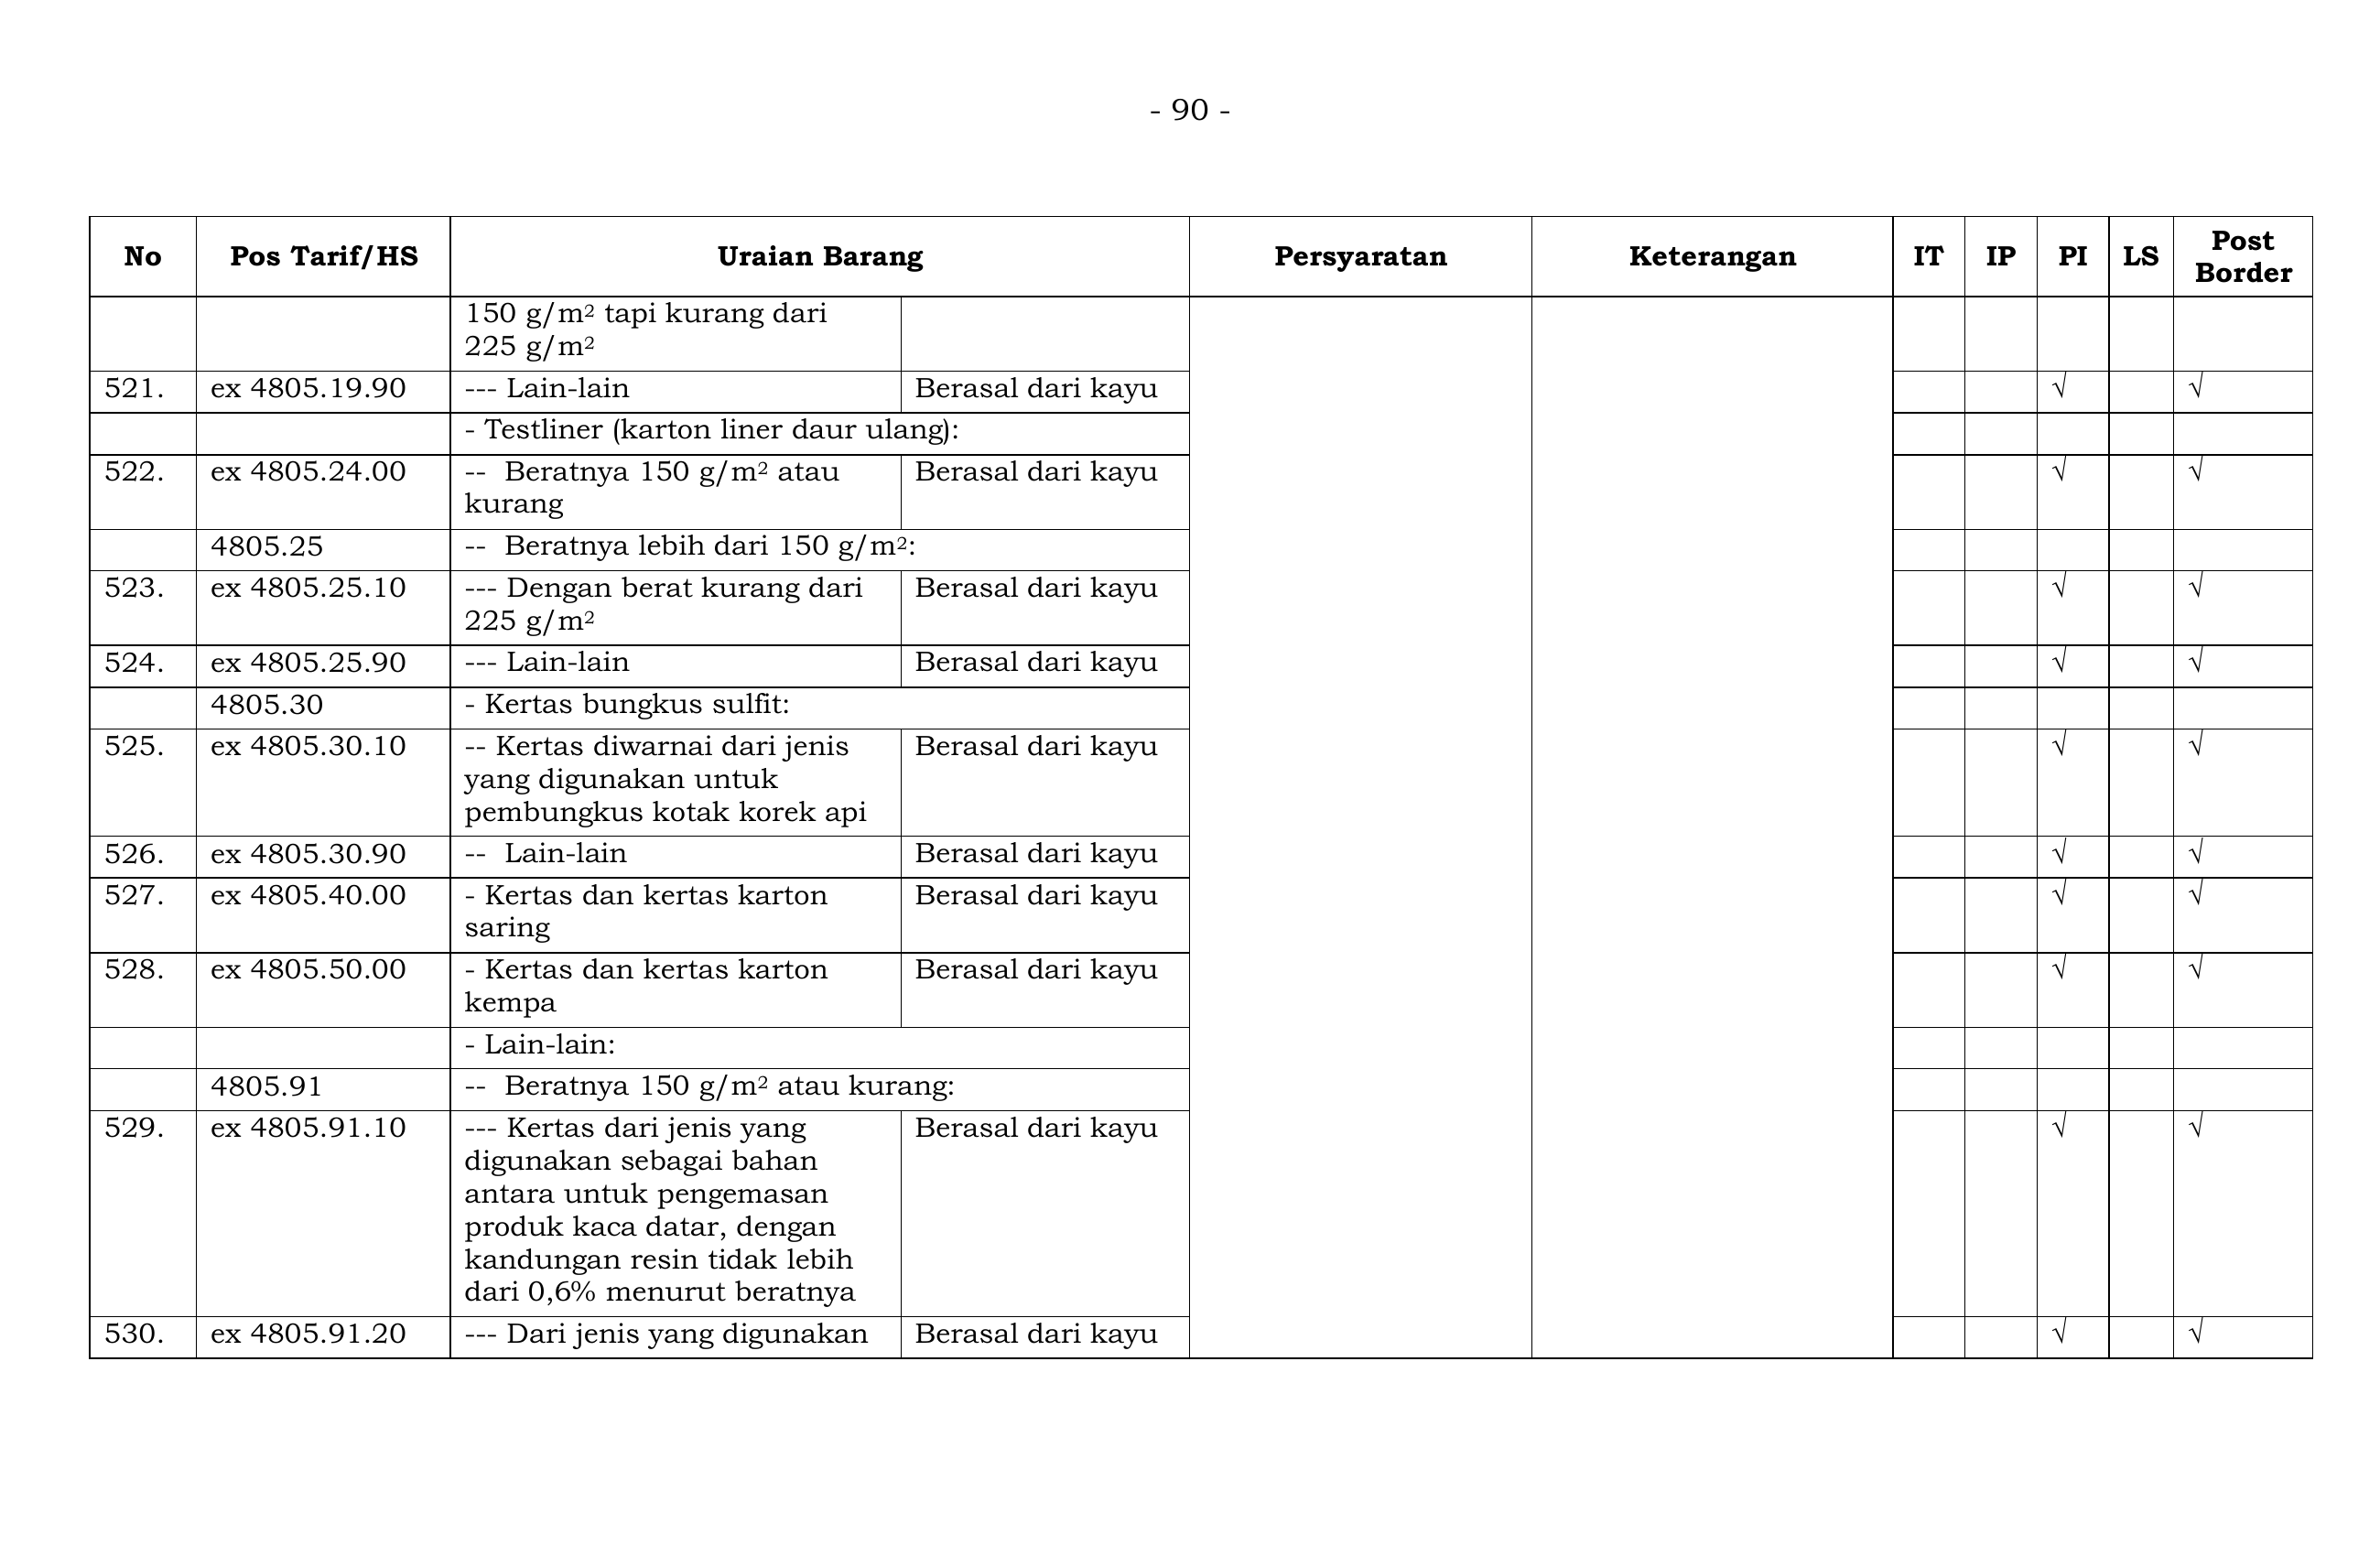 - 90 -
No Pos Tarif/HS Uraian Barang Persyaratan Keterangan IT IP PI LS Post Border
150 g/m² tapi kurang dari
225 g/m²
521. ex 4805.19.90 --- Lain-lain Berasal dari kayu √ √
- Testliner (karton liner daur ulang):
522. ex 4805.24.00 -- Beratnya 150 g/m² atau Berasal dari kayu √ √
kurang
4805.25 -- Beratnya lebih dari 150 g/m²:
523. ex 4805.25.10 --- Dengan berat kurang dari Berasal dari kayu √ √
225 g/m²
524. ex 4805.25.90 --- Lain-lain Berasal dari kayu √ √
4805.30 - Kertas bungkus sulfit:
525. ex 4805.30.10 -- Kertas diwarnai dari jenis Berasal dari kayu √ √
yang digunakan untuk
pembungkus kotak korek api
526. ex 4805.30.90 -- Lain-lain Berasal dari kayu √ √
527. ex 4805.40.00 - Kertas dan kertas karton Berasal dari kayu √ √
saring
528. ex 4805.50.00 - Kertas dan kertas karton Berasal dari kayu √ √
kempa
- Lain-lain:
4805.91 -- Beratnya 150 g/m² atau kurang:
529. ex 4805.91.10 --- Kertas dari jenis yang Berasal dari kayu √ √
digunakan sebagai bahan
antara untuk pengemasan
produk kaca datar, dengan
kandungan resin tidak lebih
dari 0,6% menurut beratnya
530. ex 4805.91.20 --- Dari jenis yang digunakan Berasal dari kayu √ √